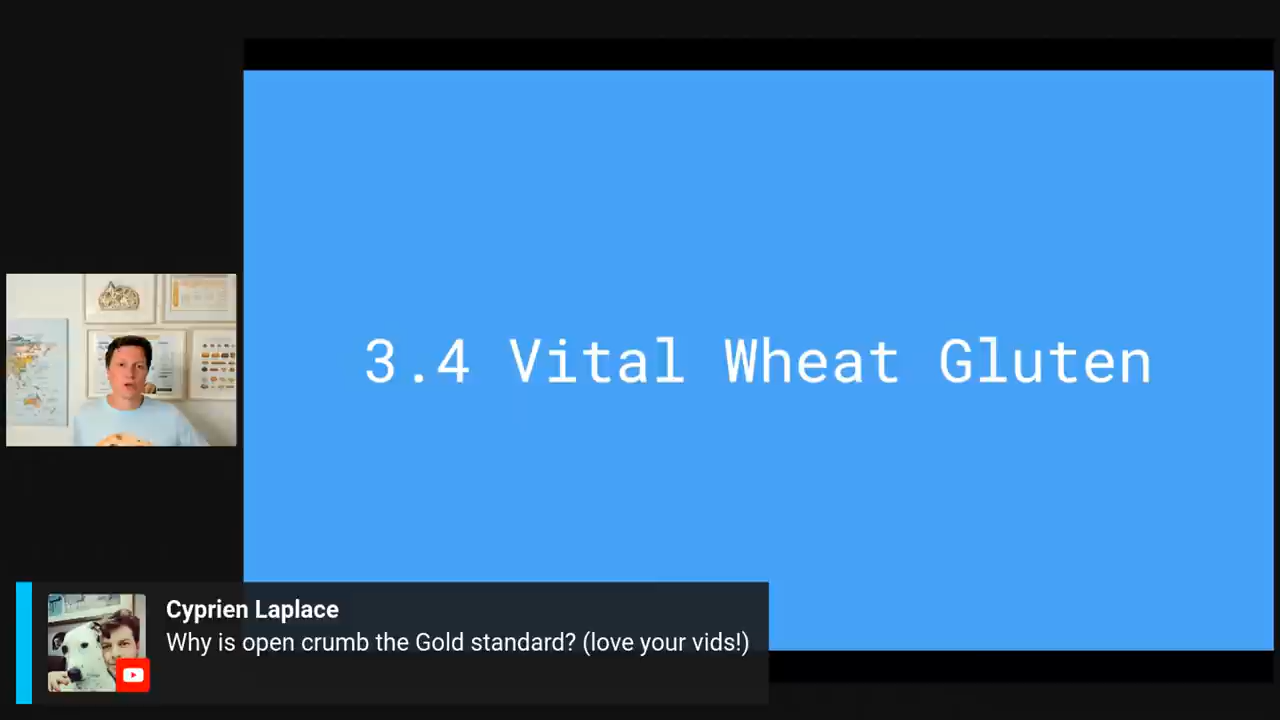 3.4 Vital Wheat Gluten
Cyprien Laplace
Why is open crumb the Gold standard? (love your vids!)